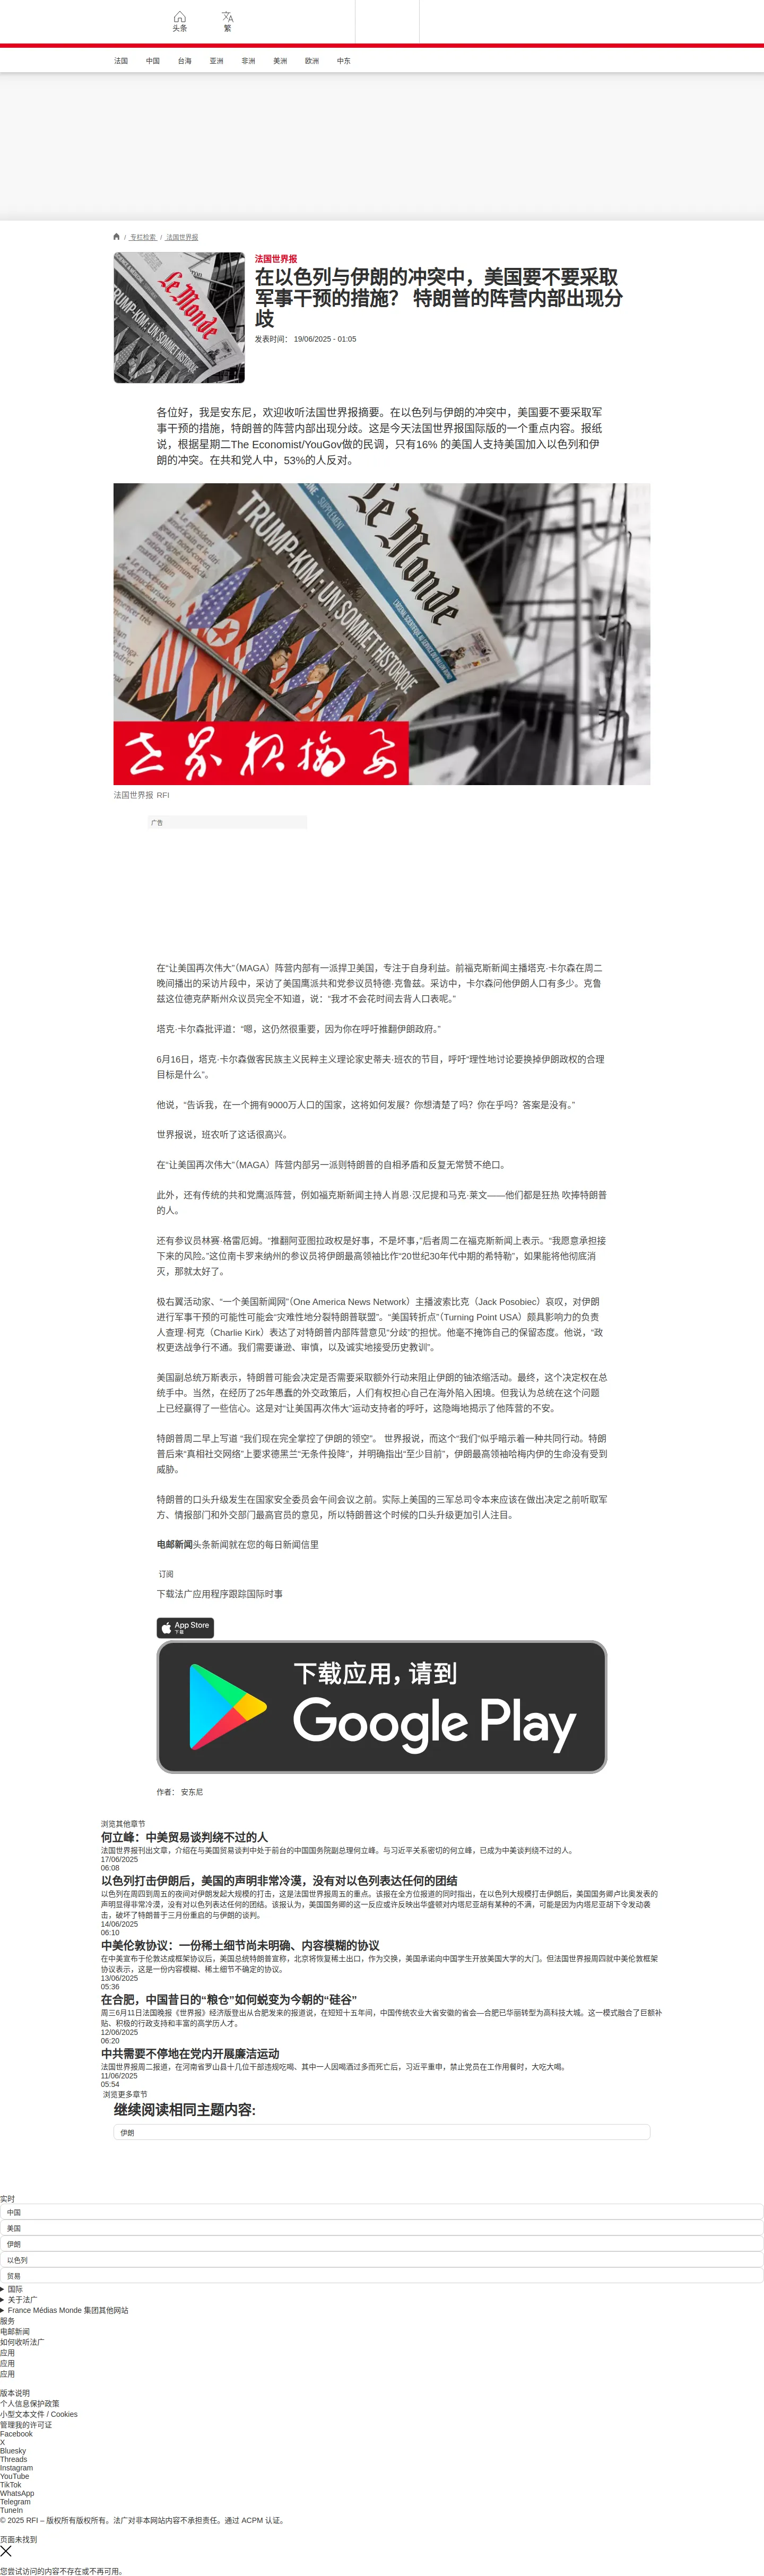 头条
繁
法国
中国
台海
亚洲
非洲
美洲
欧洲
中东
/ 专栏检索 / 法国世界报
Le Monde
TRUMP-KIM : UN SOMMET HISTORIQUE
法国世界报
在以色列与伊朗的冲突中，美国要不要采取
军事干预的措施？ 特朗普的阵营内部出现分
歧
发表时间： 19/06/2025 - 01:05
各位好，我是安东尼，欢迎收听法国世界报摘要。在以色列与伊朗的冲突中，美国要不要采取军
事干预的措施，特朗普的阵营内部出现分歧。这是今天法国世界报国际版的一个重点内容。报纸
说，根据星期二The Economist/YouGov做的民调，只有16% 的美国人支持美国加入以色列和伊
朗的冲突。在共和党人中，53%的人反对。
Le Monde
TRUMP-KIM : UN SOMMET HISTORIQUE
世界报摘要
法国世界报 RFI
广告
在“让美国再次伟大”（MAGA）阵营内部有一派捍卫美国，专注于自身利益。前福克斯新闻主播塔克·卡尔森在周二
晚间播出的采访片段中，采访了美国鹰派共和党参议员特德·克鲁兹。采访中，卡尔森问他伊朗人口有多少。克鲁
兹这位德克萨斯州众议员完全不知道，说：“我才不会花时间去背人口表呢。”
塔克·卡尔森批评道：“嗯，这仍然很重要，因为你在呼吁推翻伊朗政府。”
6月16日，塔克·卡尔森做客民族主义民粹主义理论家史蒂夫·班农的节目，呼吁“理性地讨论要换掉伊朗政权的合理
目标是什么”。
他说，“告诉我，在一个拥有9000万人口的国家，这将如何发展？你想清楚了吗？你在乎吗？答案是没有。”
世界报说，班农听了这话很高兴。
在“让美国再次伟大”（MAGA）阵营内部另一派则特朗普的自相矛盾和反复无常赞不绝口。
此外，还有传统的共和党鹰派阵营，例如福克斯新闻主持人肖恩·汉尼提和马克·莱文——他们都是狂热 吹捧特朗普
的人。
还有参议员林赛·格雷厄姆。“推翻阿亚图拉政权是好事，不是坏事，”后者周二在福克斯新闻上表示。“我愿意承担接
下来的风险。”这位南卡罗来纳州的参议员将伊朗最高领袖比作“20世纪30年代中期的希特勒”，如果能将他彻底消
灭，那就太好了。
极右翼活动家、“一个美国新闻网”（One America News Network）主播波索比克（Jack Posobiec）哀叹，对伊朗
进行军事干预的可能性可能会“灾难性地分裂特朗普联盟”。“美国转折点”（Turning Point USA）颇具影响力的负责
人查理·柯克（Charlie Kirk）表达了对特朗普内部阵营意见“分歧”的担忧。他毫不掩饰自己的保留态度。他说，“政
权更迭战争行不通。我们需要谦逊、审慎，以及诚实地接受历史教训”。
美国副总统万斯表示，特朗普可能会决定是否需要采取额外行动来阻止伊朗的铀浓缩活动。最终，这个决定权在总
统手中。当然，在经历了25年愚蠢的外交政策后，人们有权担心自己在海外陷入困境。但我认为总统在这个问题
上已经赢得了一些信心。这是对“让美国再次伟大”运动支持者的呼吁，这隐晦地揭示了他阵营的不安。
特朗普周二早上写道 “我们现在完全掌控了伊朗的领空”。 世界报说，而这个“我们”似乎暗示着一种共同行动。特朗
普后来“真相社交网络”上要求德黑兰“无条件投降”，并明确指出“至少目前”，伊朗最高领袖哈梅内伊的生命没有受到
威胁。
特朗普的口头升级发生在国家安全委员会午间会议之前。实际上美国的三军总司令本来应该在做出决定之前听取军
方、情报部门和外交部门最高官员的意见，所以特朗普这个时候的口头升级更加引人注目。
电邮新闻头条新闻就在您的每日新闻信里
订阅
下载法广应用程序跟踪国际时事
App Store
下载
下载应用，请到
Google Play
作者： 安东尼
浏览其他章节
何立峰：中美贸易谈判绕不过的人
法国世界报刊出文章，介绍在与美国贸易谈判中处于前台的中国国务院副总理何立峰。与习近平关系密切的何立峰，已成为中美谈判绕不过的人。
17/06/2025
06:08
以色列打击伊朗后，美国的声明非常冷漠，没有对以色列表达任何的团结
以色列在周四到周五的夜间对伊朗发起大规模的打击，这是法国世界报周五的重点。该报在全方位报道的同时指出，在以色列大规模打击伊朗后，美国国务卿卢比奥发表的
声明显得非常冷漠，没有对以色列表达任何的团结。该报认为，美国国务卿的这一反应或许反映出华盛顿对内塔尼亚胡有某种的不满，可能是因为内塔尼亚胡下令发动袭
击，破坏了特朗普于三月份重启的与伊朗的谈判。
14/06/2025
06:10
中美伦敦协议：一份稀土细节尚未明确、内容模糊的协议
在中美宣布于伦敦达成框架协议后，美国总统特朗普宣称，北京将恢复稀土出口，作为交换，美国承诺向中国学生开放美国大学的大门。但法国世界报周四就中美伦敦框架
协议表示，这是一份内容模糊、稀土细节不确定的协议。
13/06/2025
05:36
在合肥，中国昔日的“粮仓”如何蜕变为今朝的“硅谷”
周三6月11日法国晚报《世界报》经济版登出从合肥发来的报道说，在短短十五年间，中国传统农业大省安徽的省会—合肥已华丽转型为高科技大城。这一模式融合了巨额补
贴、积极的行政支持和丰富的高学历人才。
12/06/2025
06:20
中共需要不停地在党内开展廉洁运动
法国世界报周二报道，在河南省罗山县十几位干部违规吃喝、其中一人因喝酒过多而死亡后，习近平重申，禁止党员在工作用餐时，大吃大喝。
11/06/2025
05:54
浏览更多章节
继续阅读相同主题内容:
伊朗
实时
中国
美国
伊朗
以色列
贸易
国际
关于法广
France Médias Monde 集团其他网站
服务
电邮新闻
如何收听法广
应用
应用
应用
版本说明
个人信息保护政策
小型文本文件 / Cookies
管理我的许可证
Facebook
X
Bluesky
Threads
Instagram
YouTube
TikTok
WhatsApp
Telegram
TuneIn
© 2025 RFI – 版权所有版权所有。法广对非本网站内容不承担责任。通过 ACPM 认证。
页面未找到
您尝试访问的内容不存在或不再可用。